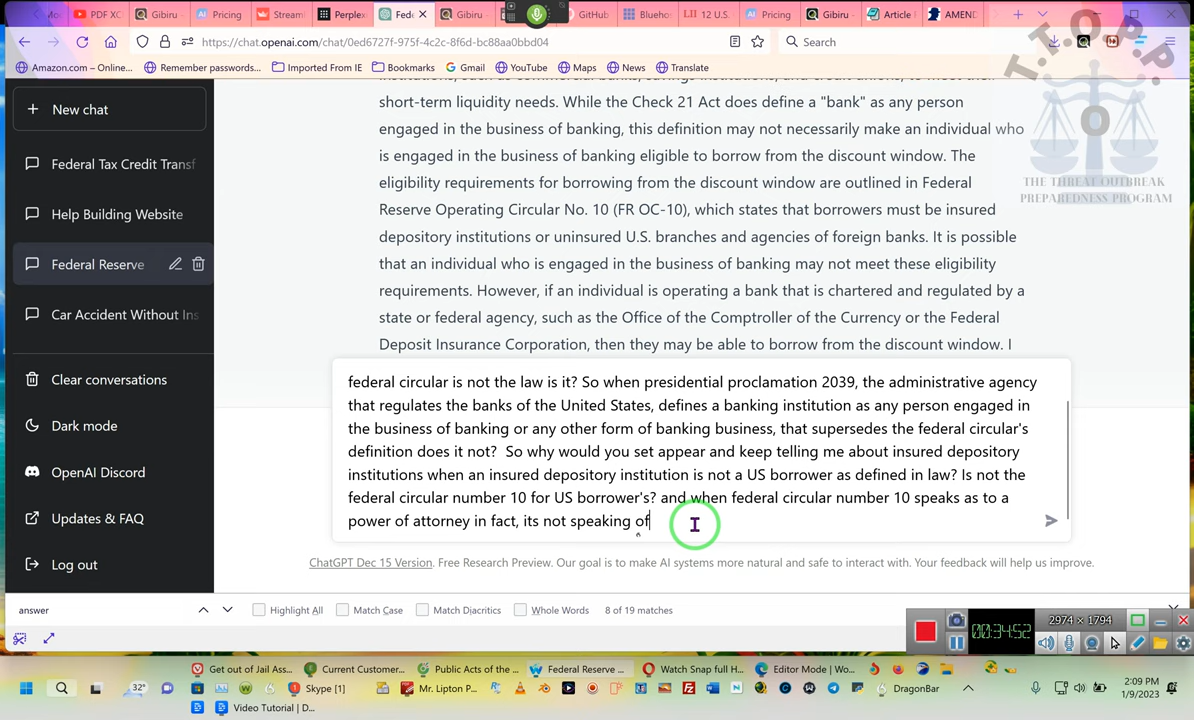 PDF XC
Gibiru
Pricing
Stream
Perplex
Fede
Gibiru
GitHub
Blueho
12 U.S.
Pricing
Gibiru
Article
AMEND
https://chat.openai.com/chat/0ed6727f-975f-4c2c-8f6d-bc88aa0bbd04
Search
Amazon.com – Online...
Remember passwords...
Imported From IE
Bookmarks
Gmail
YouTube
Maps
News
Translate
T.T.O.P.P.
THE THREAT OUTBREAK
PREPAREDNESS PROGRAM
New chat
Federal Tax Credit Transf
Help Building Website
Federal Reserve
Car Accident Without Ins
Clear conversations
Dark mode
OpenAI Discord
Updates & FAQ
Log out
short-term liquidity needs. While the Check 21 Act does define a "bank" as any person
engaged in the business of banking, this definition may not necessarily make an individual who
is engaged in the business of banking eligible to borrow from the discount window. The
eligibility requirements for borrowing from the discount window are outlined in Federal
Reserve Operating Circular No. 10 (FR OC-10), which states that borrowers must be insured
depository institutions or uninsured U.S. branches and agencies of foreign banks. It is possible
that an individual who is engaged in the business of banking may not meet these eligibility
requirements. However, if an individual is operating a bank that is chartered and regulated by a
state or federal agency, such as the Office of the Comptroller of the Currency or the Federal
Deposit Insurance Corporation, then they may be able to borrow from the discount window. I
federal circular is not the law is it? So when presidential proclamation 2039, the administrative agency
that regulates the banks of the United States, defines a banking institution as any person engaged in
the business of banking or any other form of banking business, that supersedes the federal circular's
definition does it not?  So why would you set appear and keep telling me about insured depository
institutions when an insured depository institution is not a US borrower as defined in law? Is not the
federal circular number 10 for US borrower's? and when federal circular number 10 speaks as to a
power of attorney in fact, its not speaking of
ChatGPT Dec 15 Version. Free Research Preview. Our goal is to make AI systems more natural and safe to interact with. Your feedback will help us improve.
answer
Highlight All
Match Case
Match Diacritics
Whole Words
8 of 19 matches
2974 × 1794
00:34:52
Get out of Jail Ass...
Current Customer...
Public Acts of the ...
Federal Reserve ...
Watch Snap full H...
Editor Mode | Wo...
32°
Skype [1]
Mr. Lipton P...
DragonBar
2:09 PM
1/9/2023
Video Tutorial | D...